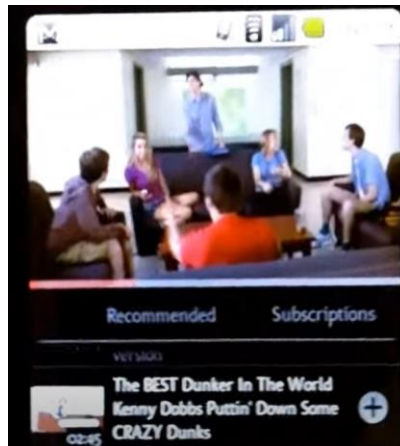 Recommended Subscriptions
version
The BEST Dunker In The World
Kenny Dobbs Puttin' Down Some
02:45 CRAZY Dunks